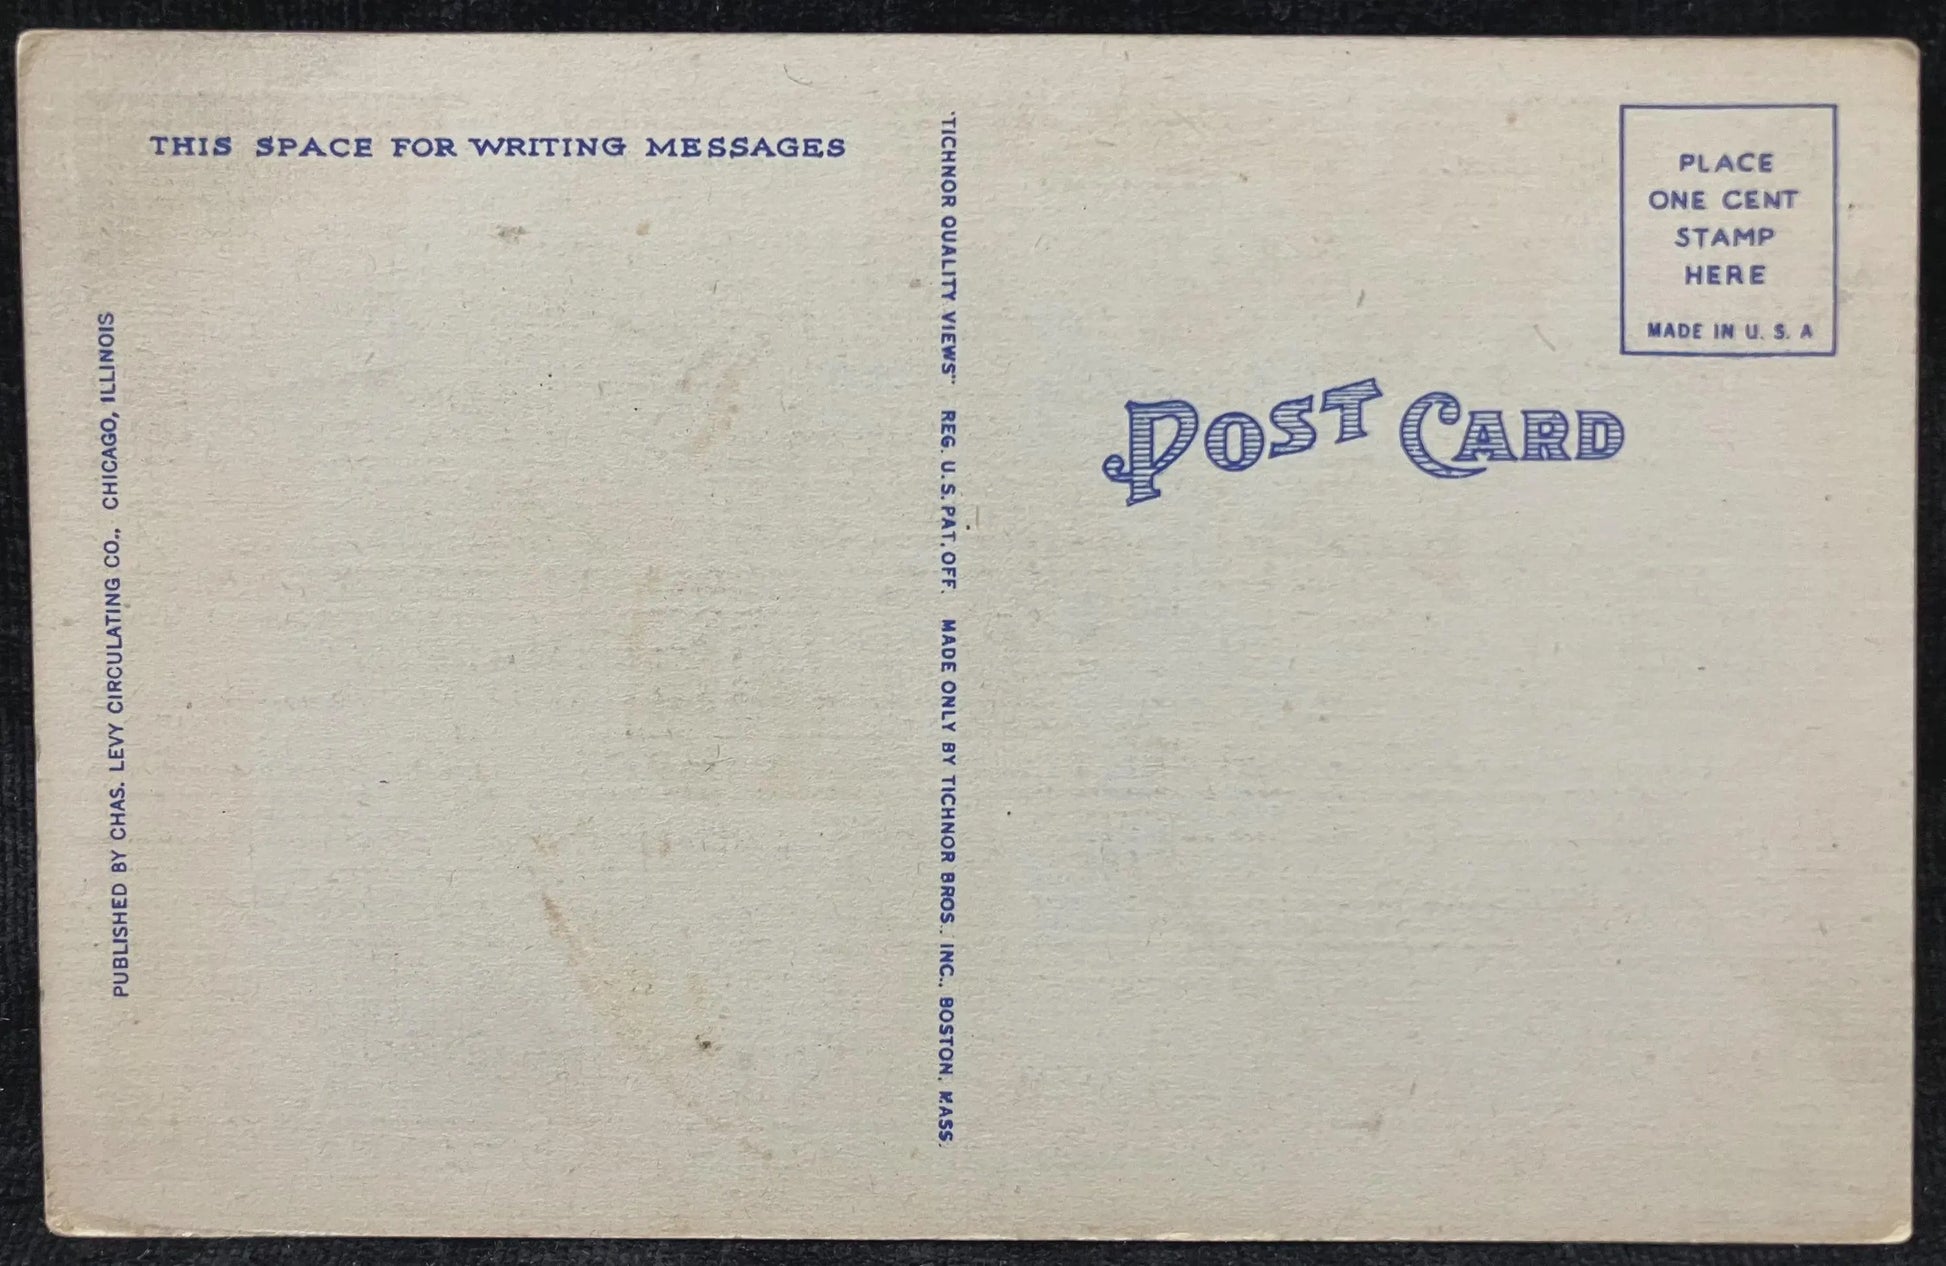 THIS SPACE FOR WRITING MESSAGES
PUBLISHED BY CHAS. LEVY CIRCULATING CO., CHICAGO, ILLINOIS
"TICHNOR QUALITY VIEWS" REG. U. S. PAT. OFF. MADE ONLY BY TICHNOR BROS., INC., BOSTON, MASS.
PLACE
ONE CENT
STAMP
HERE
MADE IN U. S. A
POST CARD